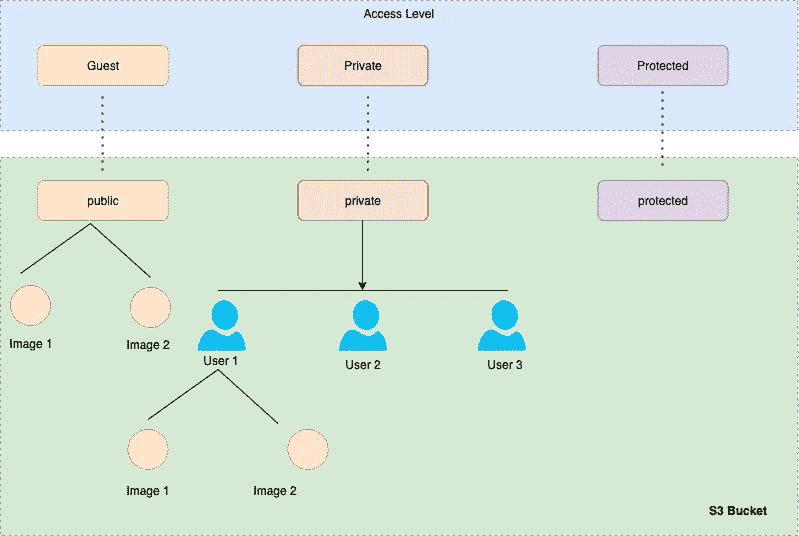 Access Level
Guest
Private
Protected
public
private
protected
Image 1
Image 2
User 1
User 2
User 3
Image 1
Image 2
S3 Bucket